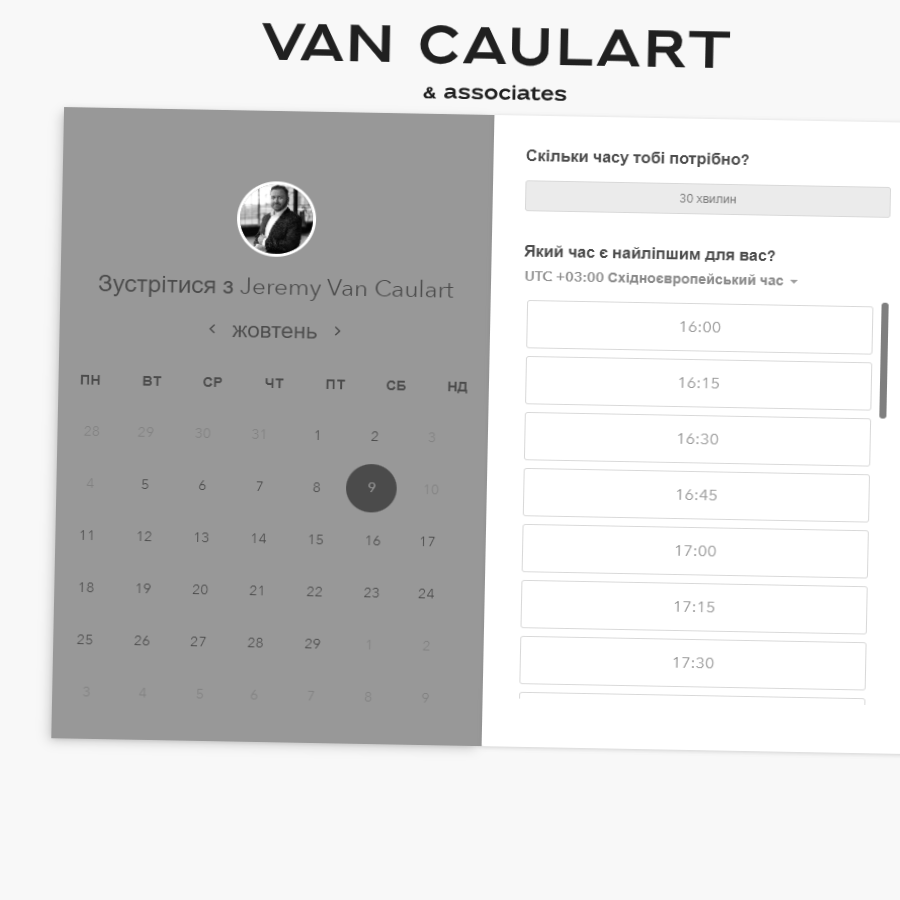 VAN CAULART
& associates
Зустрітися з Jeremy Van Caulart
жовтень
ПН ВТ СР ЧТ ПТ СБ НД
28 29 30 31 1 2 3
4 5 6 7 8 9 10
11 12 13 14 15 16 17
18 19 20 21 22 23 24
25 26 27 28 29 1 2
3 4 5 6 7 8 9
Скільки часу тобі потрібно?
30 хвилин
Який час є найліпшим для вас?
UTC +03:00 Східноєвропейський час
16:00
16:15
16:30
16:45
17:00
17:15
17:30